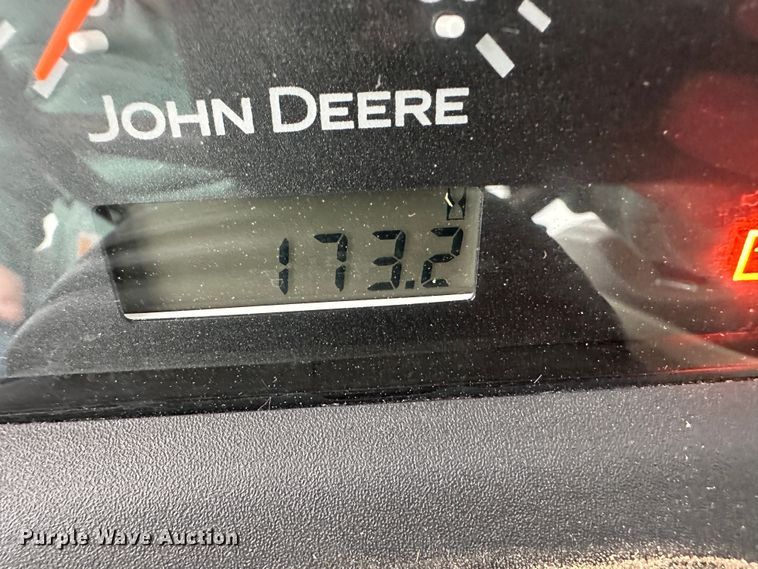 JOHN DEERE
173.2
Purple Wave Auction